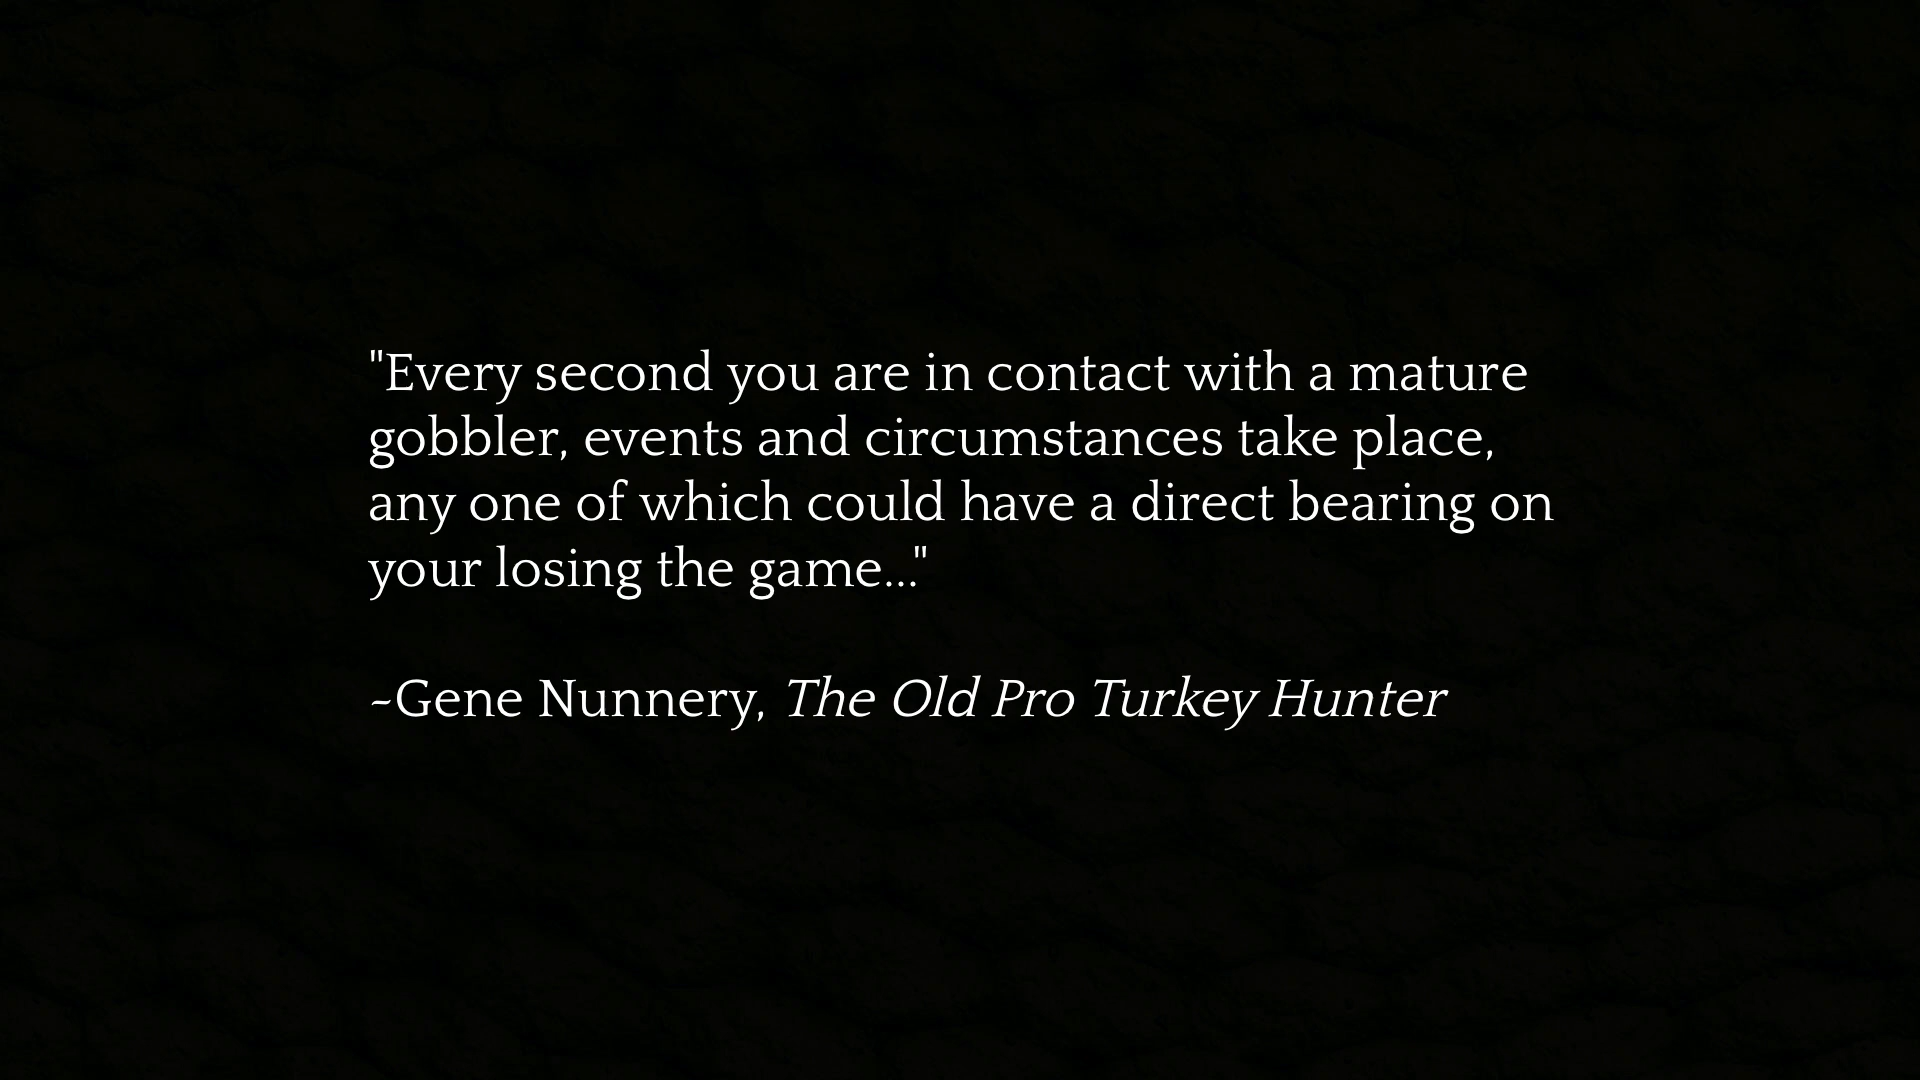 "Every second you are in contact with a mature
gobbler, events and circumstances take place,
any one of which could have a direct bearing on
your losing the game..."
~Gene Nunnery, The Old Pro Turkey Hunter